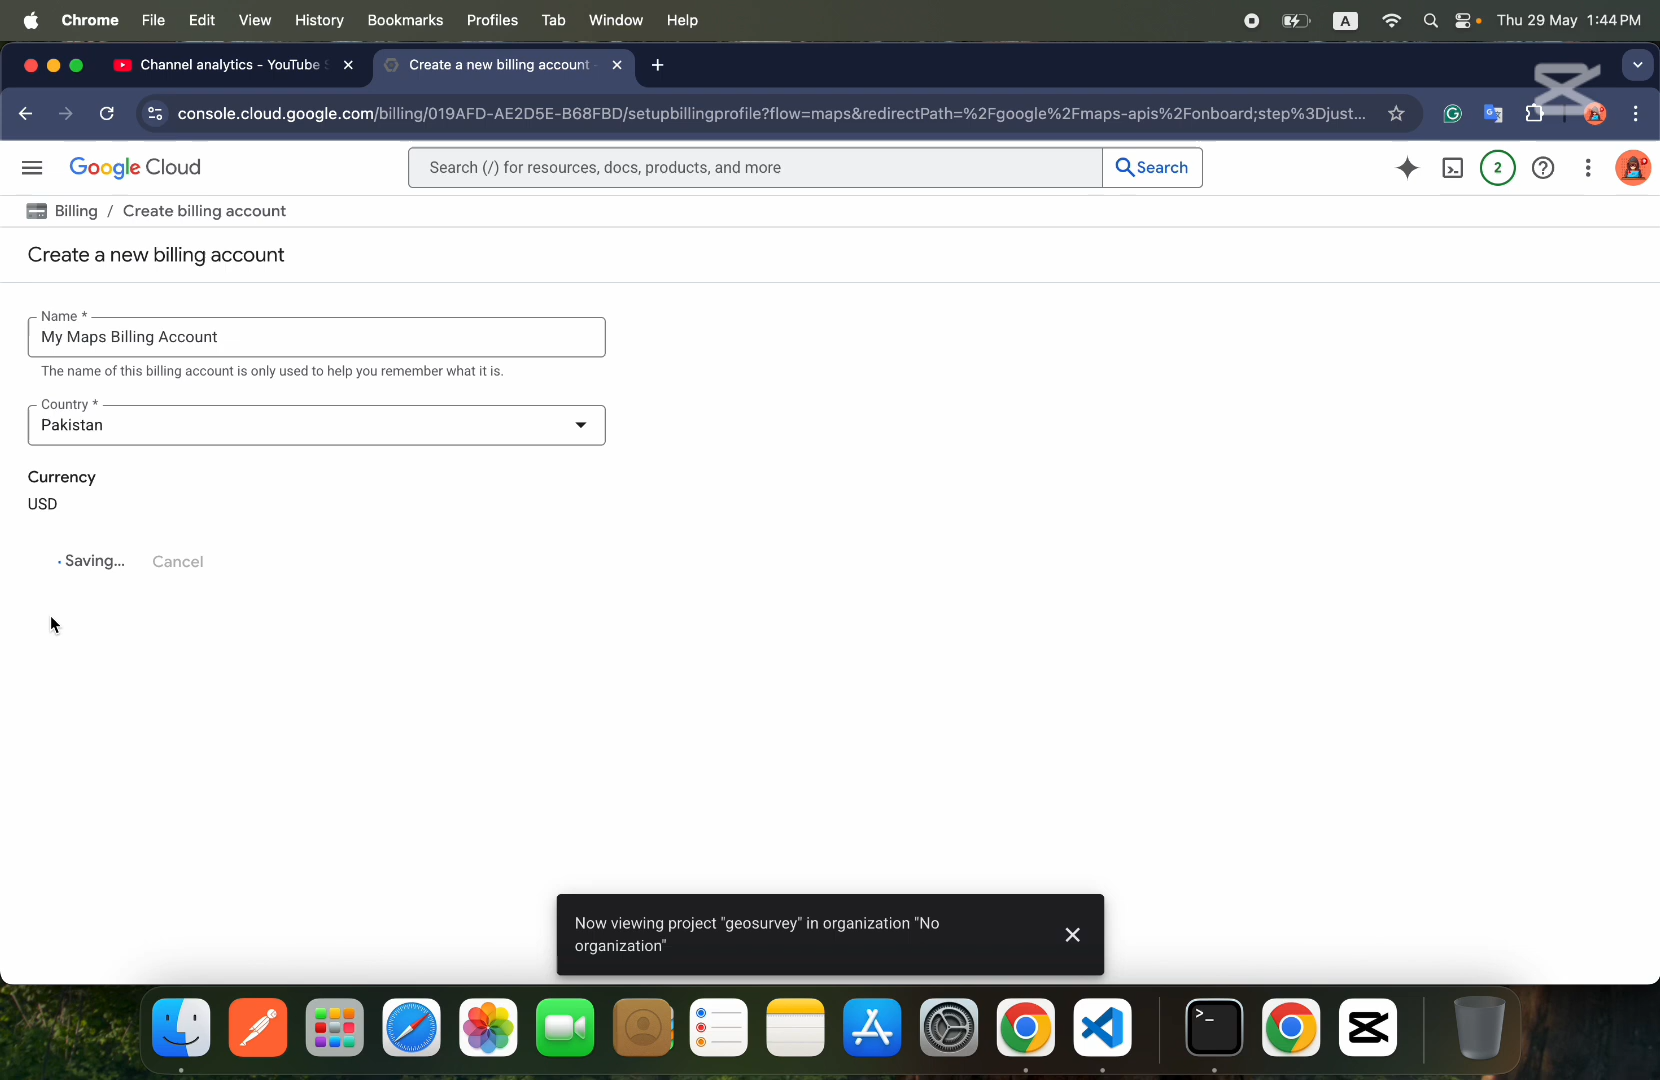 Chrome File Edit View History Bookmarks Profiles Tab Window Help
A
Thu 29 May 1:44 PM
Channel analytics - YouTube S
Create a new billing account -
console.cloud.google.com/billing/019AFD-AE2D5E-B68FBD/setupbillingprofile?flow=maps&redirectPath=%2Fgoogle%2Fmaps-apis%2Fonboard;step%3Djust...
Google Cloud
Search (/) for resources, docs, products, and more
Search
2
Billing / Create billing account
Create a new billing account
Name *
My Maps Billing Account
The name of this billing account is only used to help you remember what it is.
Country *
Pakistan
Currency
USD
Saving...
Cancel
Now viewing project "geosurvey" in organization "No
organization"